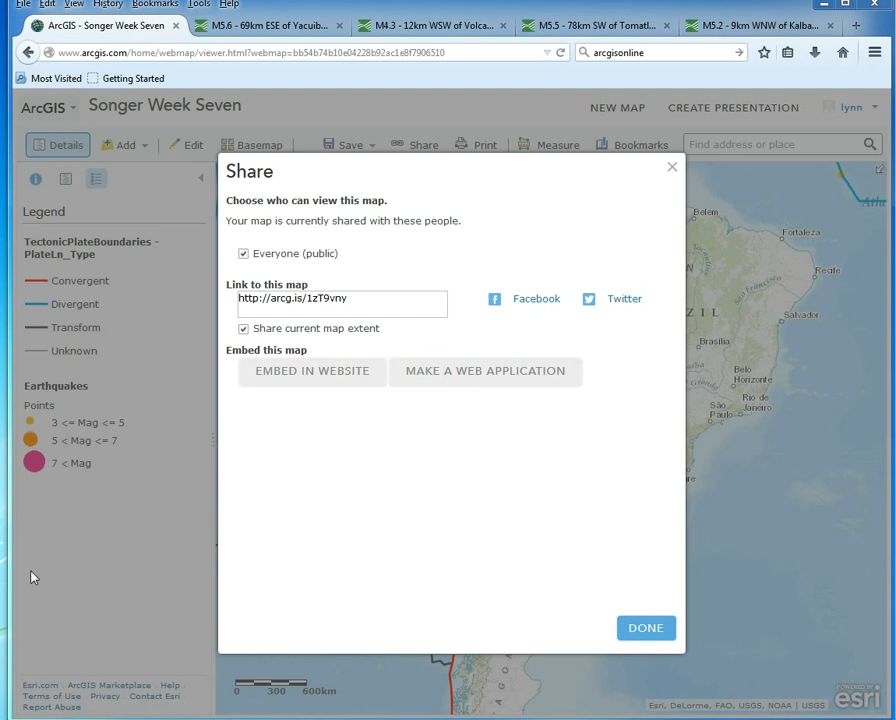 File Edit View History Bookmarks Tools Help
ArcGIS - Songer Week Seven × M5.6 - 69km ESE of Yacuib... × M4.3 - 12km WSW of Volca... × M5.5 - 78km SW of Tomatl... × M5.2 - 9km WNW of Kalba... × +
www.arcgis.com/home/webmap/viewer.html?webmap=bb54b74b10e04228b92ac1e8f7906510 arcgisonline
Most Visited Getting Started
ArcGIS Songer Week Seven NEW MAP CREATE PRESENTATION lynn
Details Add Edit Basemap Save Share Print Measure Bookmarks Find address or place
Share
Choose who can view this map.
Your map is currently shared with these people.
Everyone (public)
Link to this map
http://arcg.is/1zT9vny Facebook Twitter
Share current map extent
Embed this map
EMBED IN WEBSITE MAKE A WEB APPLICATION
DONE
Legend
TectonicPlateBoundaries -
PlateLn_Type
Convergent
Divergent
Transform
Unknown
Earthquakes
Points
3 <= Mag <= 5
5 < Mag <= 7
7 < Mag
Esri.com ArcGIS Marketplace Help
Terms of Use Privacy Contact Esri
Report Abuse
Belem
Fortaleza
Recife
São Francisco
Salvador
Z I L
Brasília
Belo
Horizonte
Rio de
Janeiro
São
Paulo
0 300 600km
Esri, DeLorme, FAO, USGS, NOAA | USGS
POWERED BY
esri